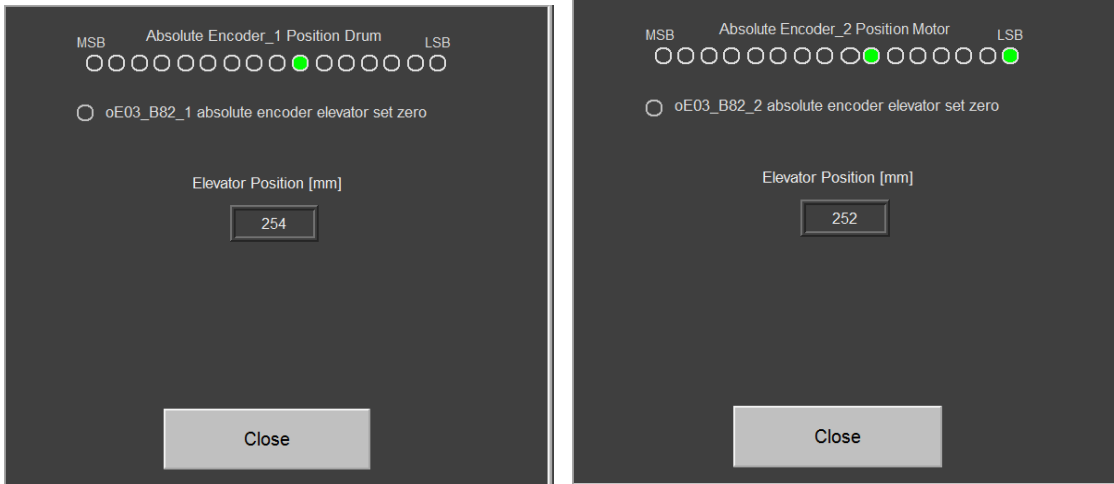 Absolute Encoder_1 Position Drum
MSB LSB
oE03_B82_1 absolute encoder elevator set zero
Elevator Position [mm]
254
Close
Absolute Encoder_2 Position Motor
MSB LSB
oE03_B82_2 absolute encoder elevator set zero
Elevator Position [mm]
252
Close